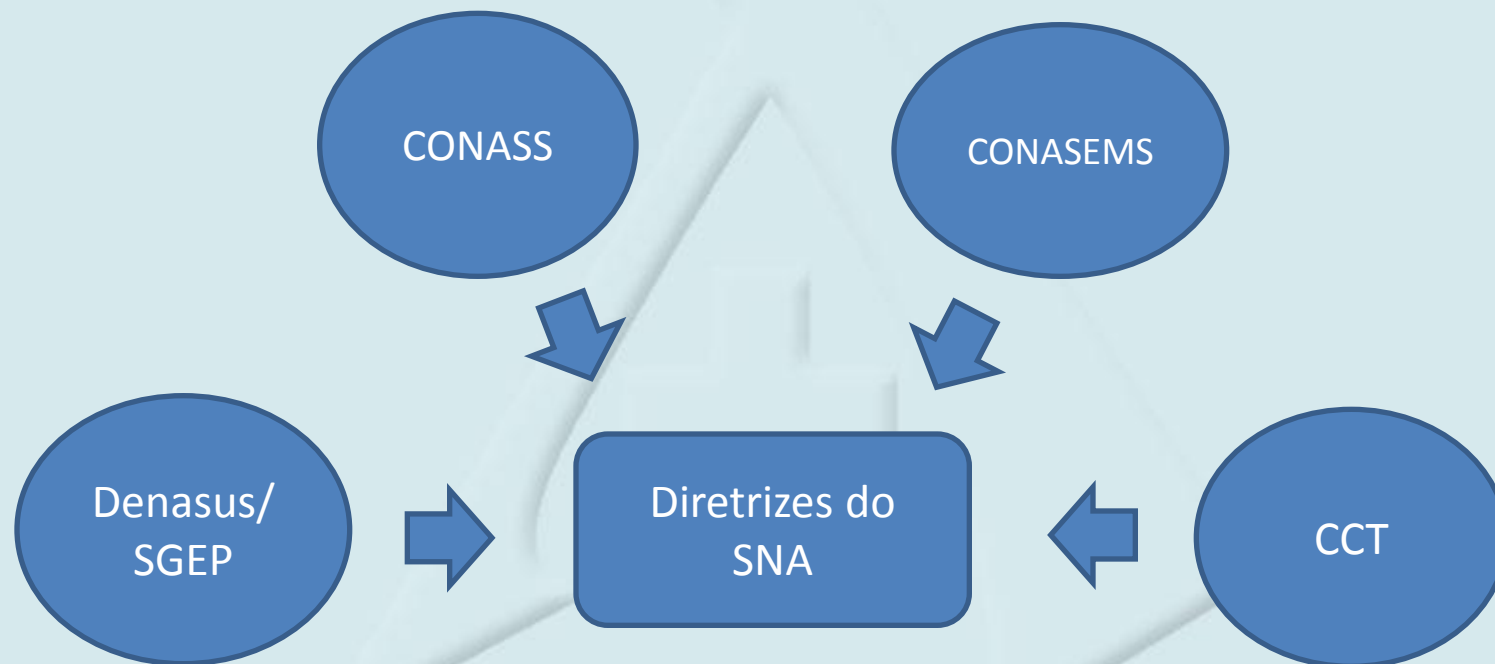 CONASS
CONASEMS
Denasus/
SGEP
Diretrizes do
SNA
CCT